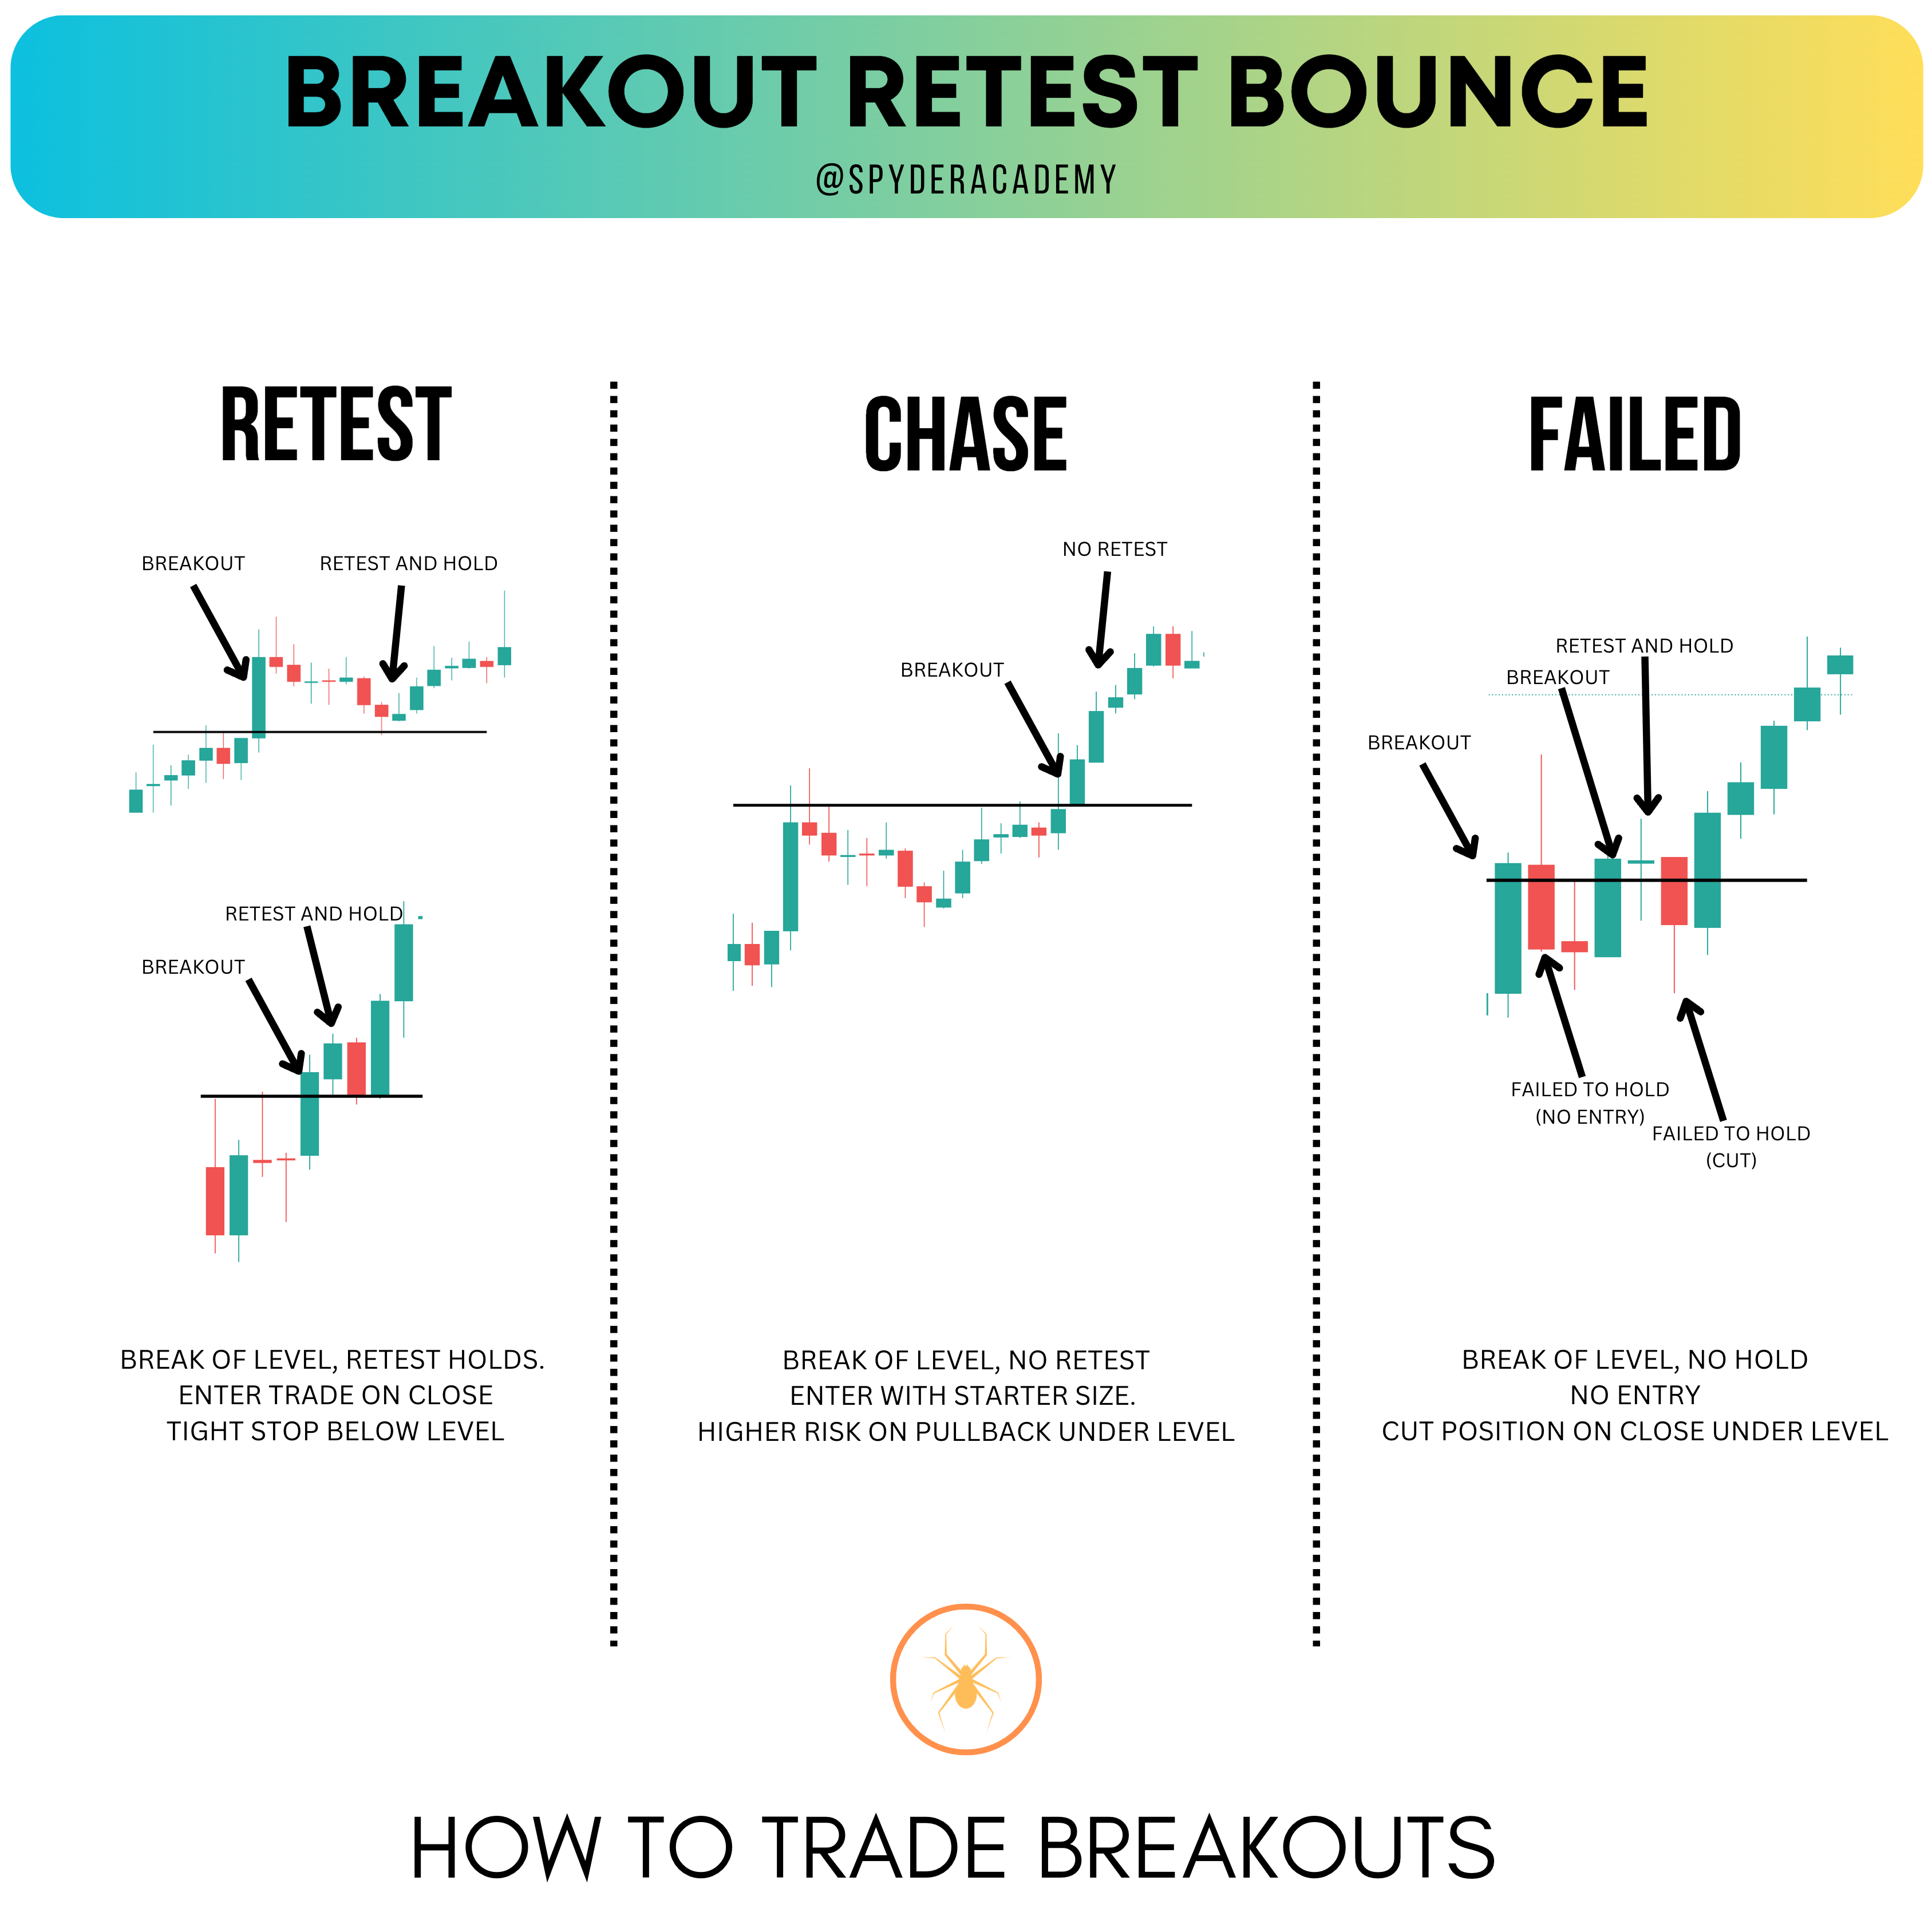 BREAKOUT RETEST BOUNCE
@SPYDERACADEMY
RETEST
BREAKOUT
RETEST AND HOLD
RETEST AND HOLD
BREAKOUT
BREAK OF LEVEL, RETEST HOLDS.
ENTER TRADE ON CLOSE
TIGHT STOP BELOW LEVEL
CHASE
NO RETEST
BREAKOUT
BREAK OF LEVEL, NO RETEST
ENTER WITH STARTER SIZE.
HIGHER RISK ON PULLBACK UNDER LEVEL
FAILED
RETEST AND HOLD
BREAKOUT
BREAKOUT
FAILED TO HOLD
(NO ENTRY)
FAILED TO HOLD
(CUT)
BREAK OF LEVEL, NO HOLD
NO ENTRY
CUT POSITION ON CLOSE UNDER LEVEL
HOW TO TRADE BREAKOUTS